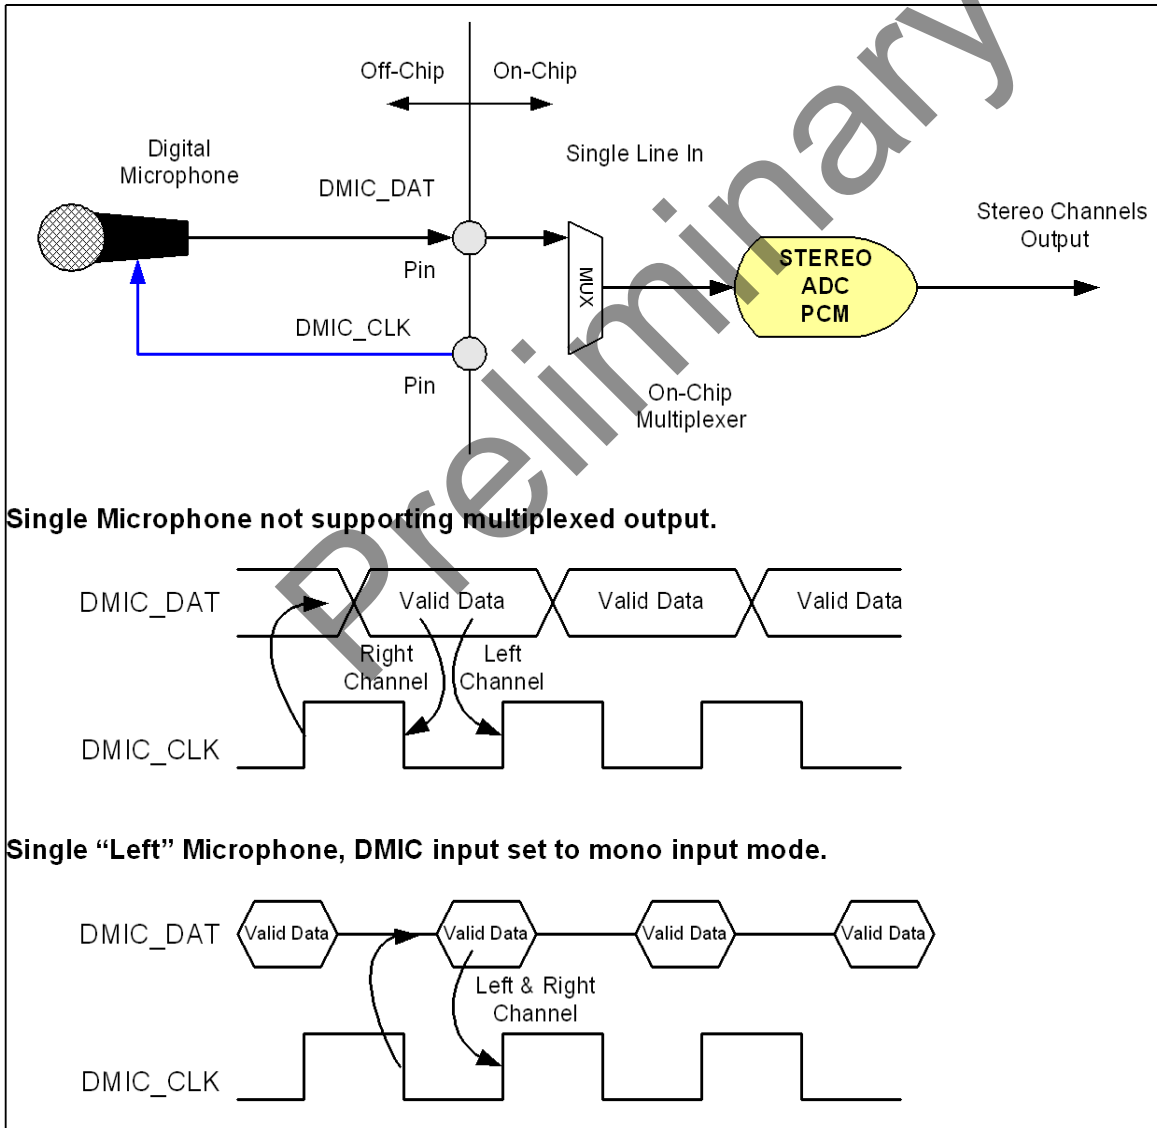 Off-Chip
On-Chip
Digital
Microphone
Single Line In
DMIC_DAT
Stereo Channels
Output
Pin
MUX
STEREO
ADC
PCM
DMIC_CLK
Pin
On-Chip
Multiplexer
Preliminary
Single Microphone not supporting multiplexed output.
DMIC_DAT
Valid Data
Valid Data
Valid Data
Right
Channel
Left
Channel
DMIC_CLK
Single “Left” Microphone, DMIC input set to mono input mode.
DMIC_DAT
Valid Data
Valid Data
Valid Data
Valid Data
Left & Right
Channel
DMIC_CLK